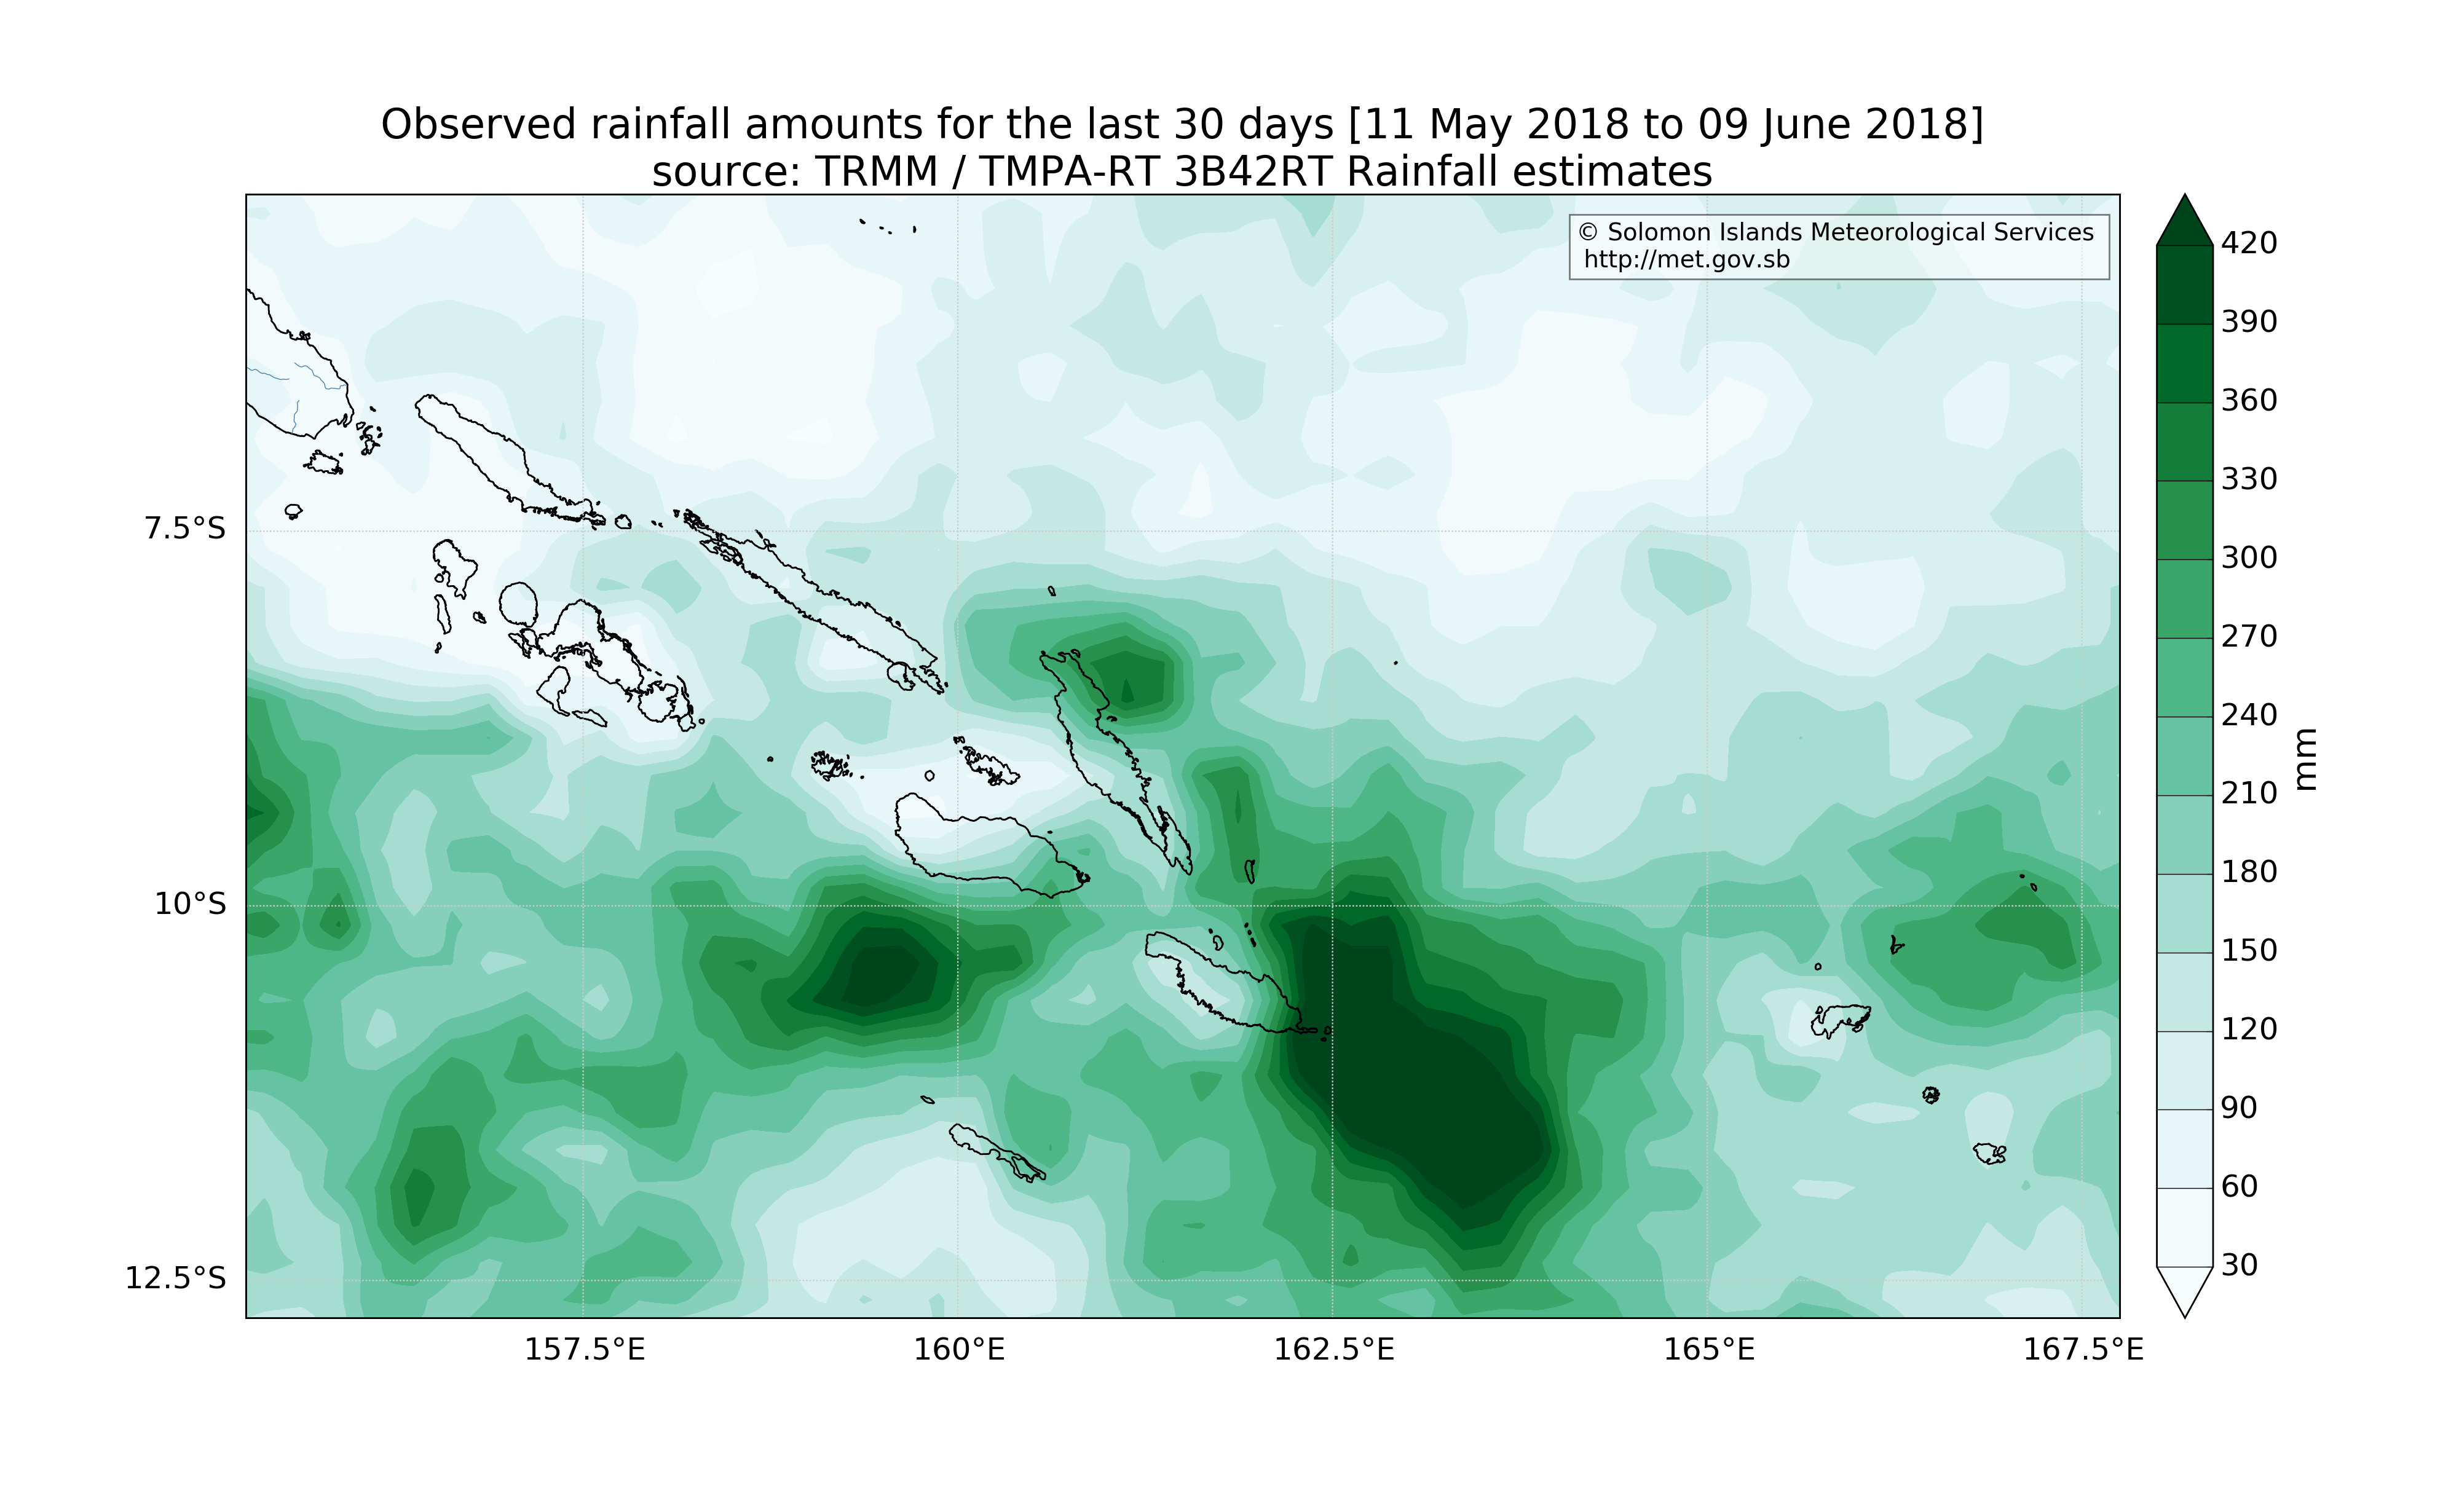 Observed rainfall amounts for the last 30 days [11 May 2018 to 09 June 2018]
source: TRMM / TMPA-RT 3B42RT Rainfall estimates
© Solomon Islands Meteorological Services
http://met.gov.sb
7.5°S
10°S
12.5°S
157.5°E
160°E
162.5°E
165°E
167.5°E
420
390
360
330
300
270
240
210
180
150
120
90
60
30
mm